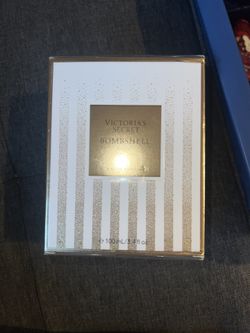 VICTORIA'S
SECRET
BOMBSHELL
e 100 mL/3.4 fl oz